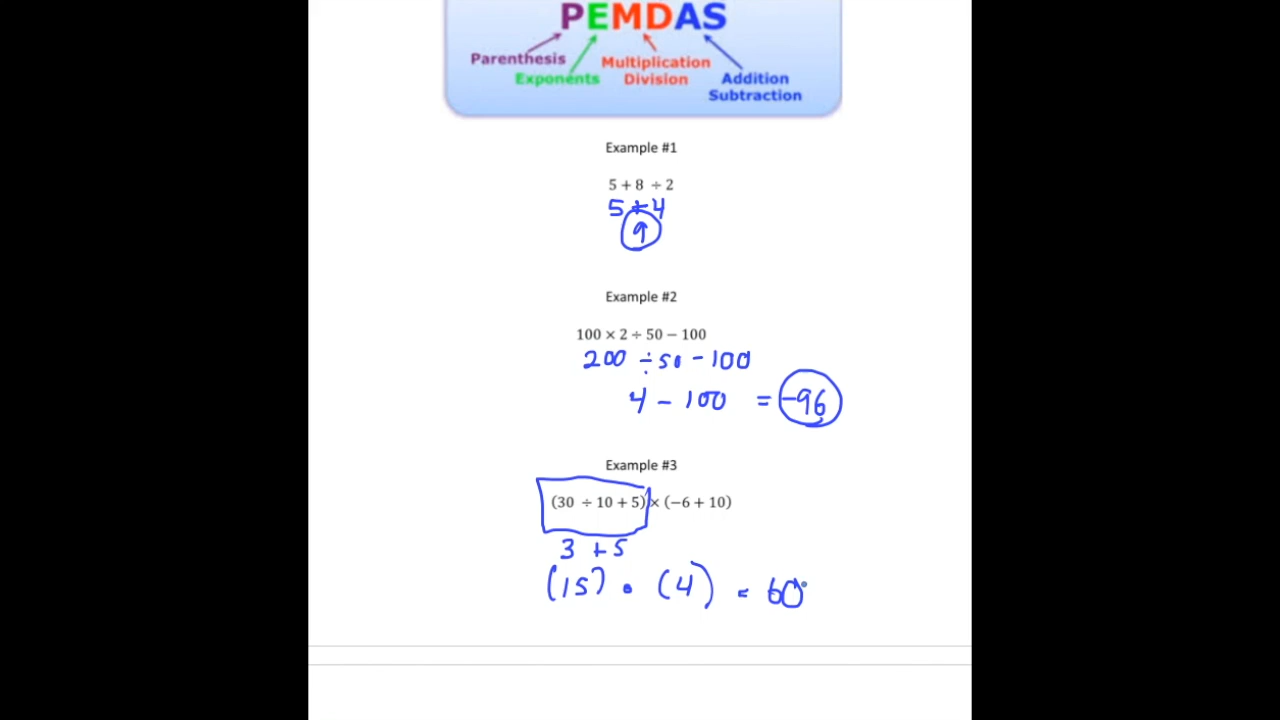 PEMDAS
Parenthesis
Exponents
Multiplication
Division
Addition
Subtraction
Example #1
5 + 8 ÷ 2
5 + 4
9
Example #2
100 × 2 ÷ 50 − 100
200 ÷ 50 - 100
4 - 100 = -96
Example #3
(30 ÷ 10 + 5) × (−6 + 10)
3 + 5
(15) • (4) = 60